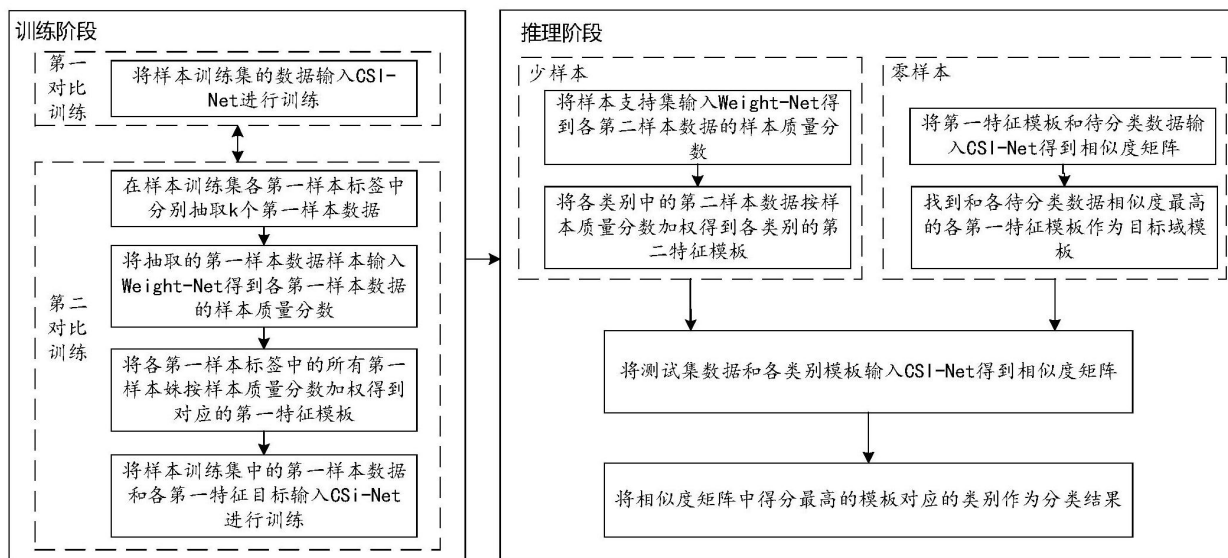 训练阶段
第一
对比
训练
将样本训练集的数据输入CSI-
Net进行训练
在样本训练集各第一样本标签中
分别抽取k个第一样本数据
第二
对比
训练
将抽取的第一样本数据样本输入
Weight-Net得到各第一样本数据
的样本质量分数
将各第一样本标签中的所有第一
样本姝按样本质量分数加权得到
对应的第一特征模板
将样本训练集中的第一样本数据
和各第一特征目标输入CSi-Net
进行训练
推理阶段
少样本
将样本支持集输入Weight-Net得
到各第二样本数据的样本质量分
数
将各类别中的第二样本数据按样
本质量分数加权得到各类别的第
二特征模板
零样本
将第一特征模板和待分类数据输
入CSI-Net得到相似度矩阵
找到和各待分类数据相似度最高
的各第一特征模板作为目标域模
板
将测试集数据和各类别模板输入CSI-Net得到相似度矩阵
将相似度矩阵中得分最高的模板对应的类别作为分类结果